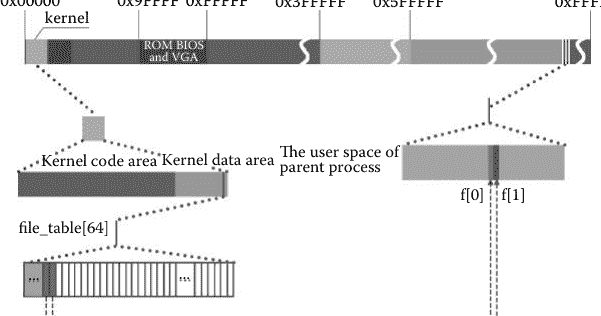 0x00000 0x9FFFF 0xFFFFF 0x3FFFFF 0x5FFFFF
kernel
ROM BIOS
and VGA
Kernel code area Kernel data area
The user space of
parent process
f[0] f[1]
file_table[64]
... ...